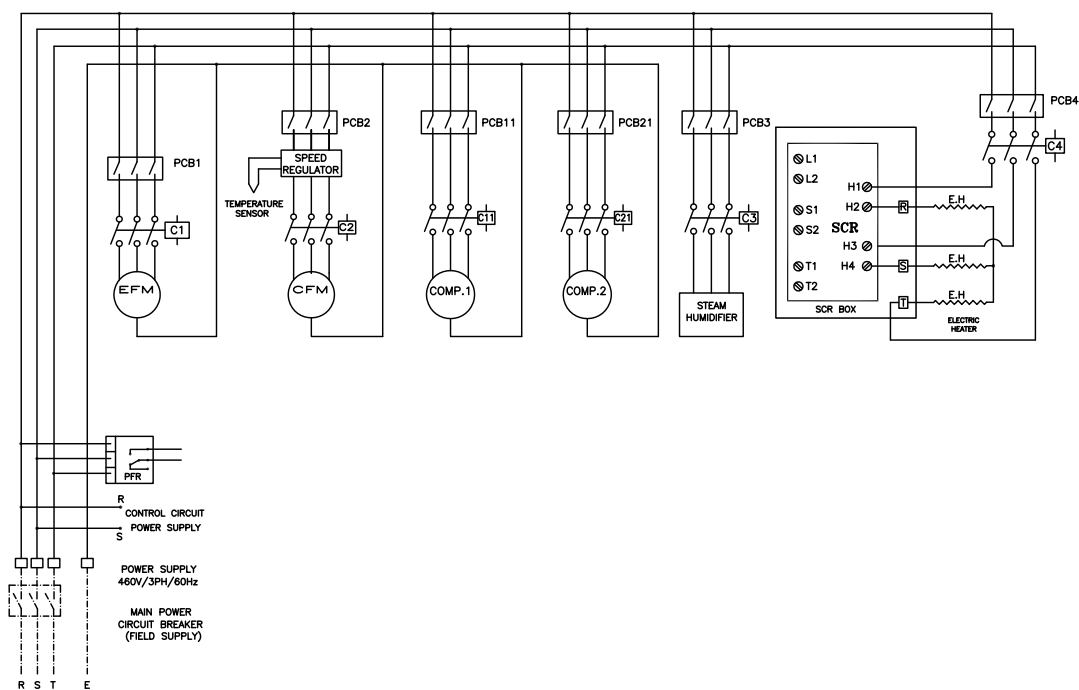 PCB4
PCB2
PCB11
PCB21
PCB3
PCB1
C4
SPEED
REGULATOR
L1
L2
H1
H2
R
E.H
TEMPERATURE
SENSOR
S1
SCR
S2
C1
C2
C11
C21
C3
H3
H4
S
E.H
T1
T2
T
E.H
EFM
CFM
COMP.1
COMP.2
STEAM
HUMIDIFIER
SCR BOX
ELECTRIC
HEATER
PFR
R
CONTROL CIRCUIT
POWER SUPPLY
S
POWER SUPPLY
460V/3PH/60Hz
MAIN POWER
CIRCUIT BREAKER
(FIELD SUPPLY)
R S T E